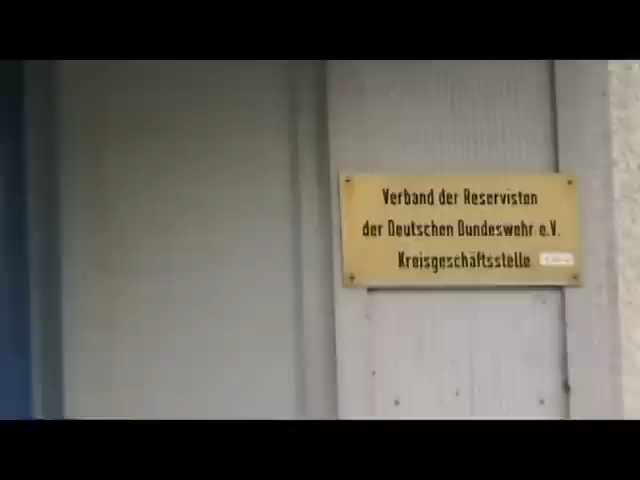 Verband der Reservisten
der Deutschen Bundeswehr e.V.
Kreisgeschäftsstelle